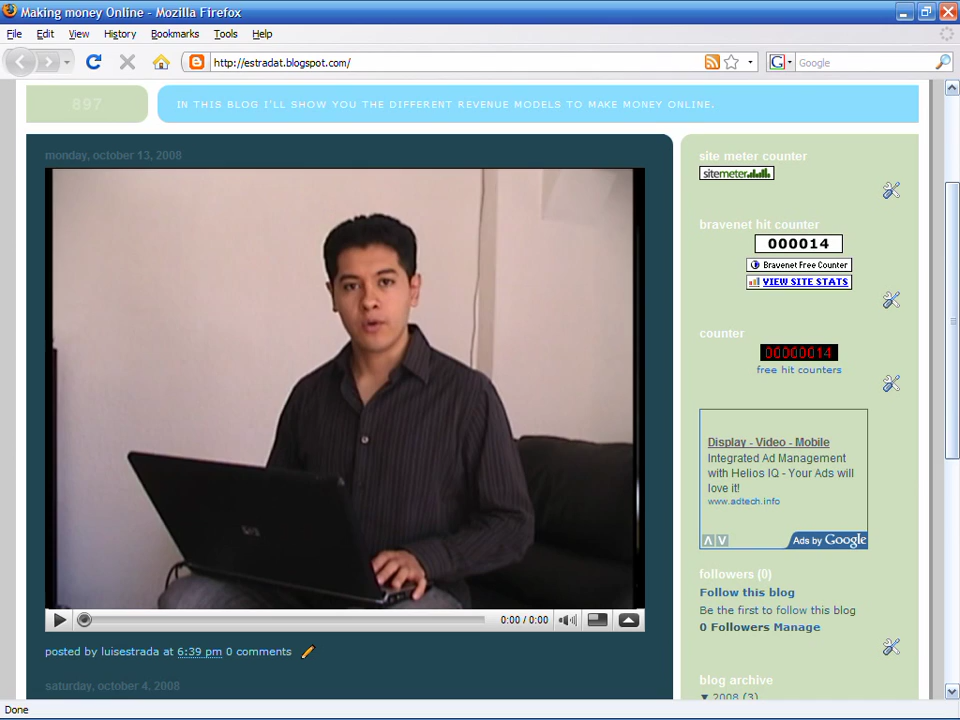 Making money Online - Mozilla Firefox
File Edit View History Bookmarks Tools Help
http://estradat.blogspot.com/
G Google
897
IN THIS BLOG I'LL SHOW YOU THE DIFFERENT REVENUE MODELS TO MAKE MONEY ONLINE.
monday, october 13, 2008
hp
0:00 / 0:00
posted by luisestrada at 6:39 pm 0 comments
saturday, october 4, 2008
site meter counter
sitemeter
bravenet hit counter
000014
Bravenet Free Counter
VIEW SITE STATS
counter
00000014
free hit counters
Display - Video - Mobile
Integrated Ad Management
with Helios IQ - Your Ads will
love it!
www.adtech.info
Ads by Google
followers (0)
Follow this blog
Be the first to follow this blog
0 Followers Manage
blog archive
▼ 2008 (3)
Done